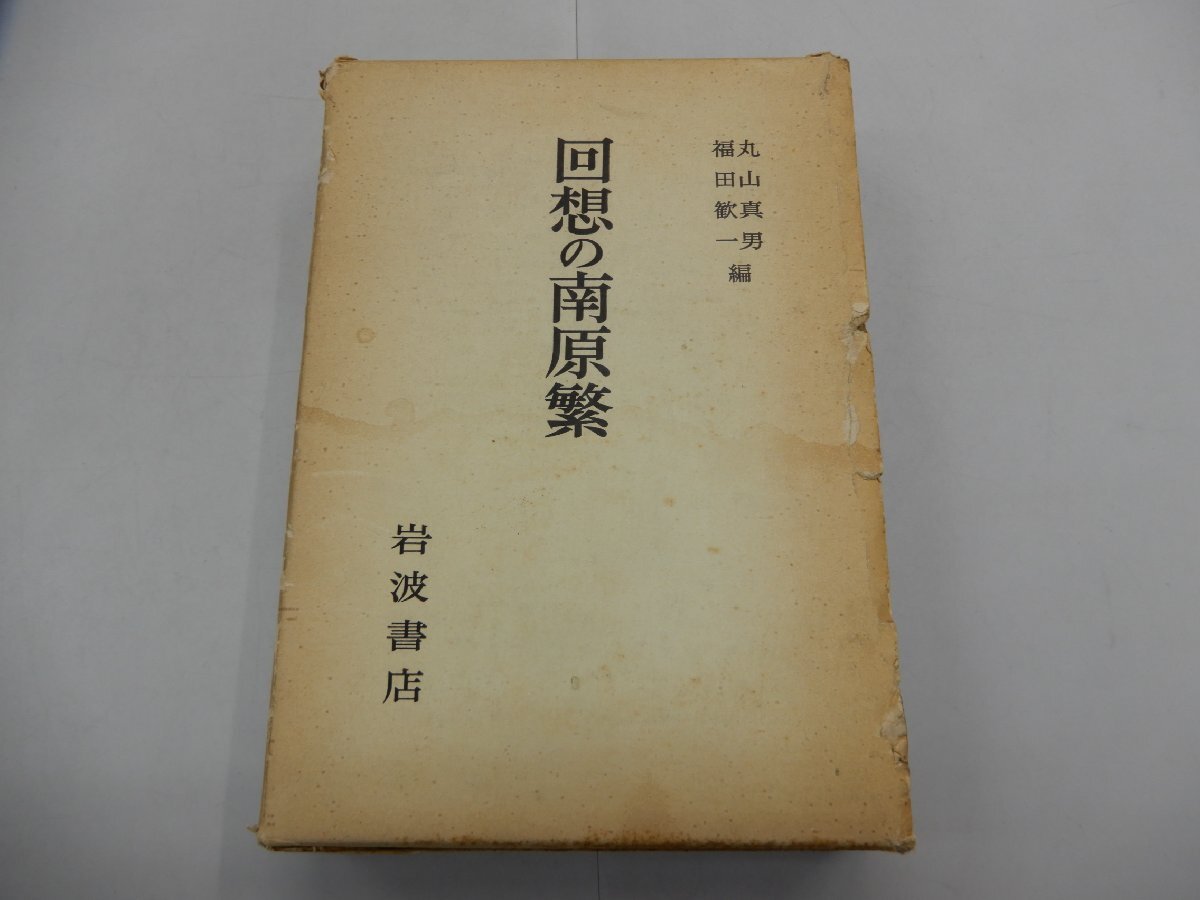 丸山真男
福田歓一編
回想の南原繁
岩波書店